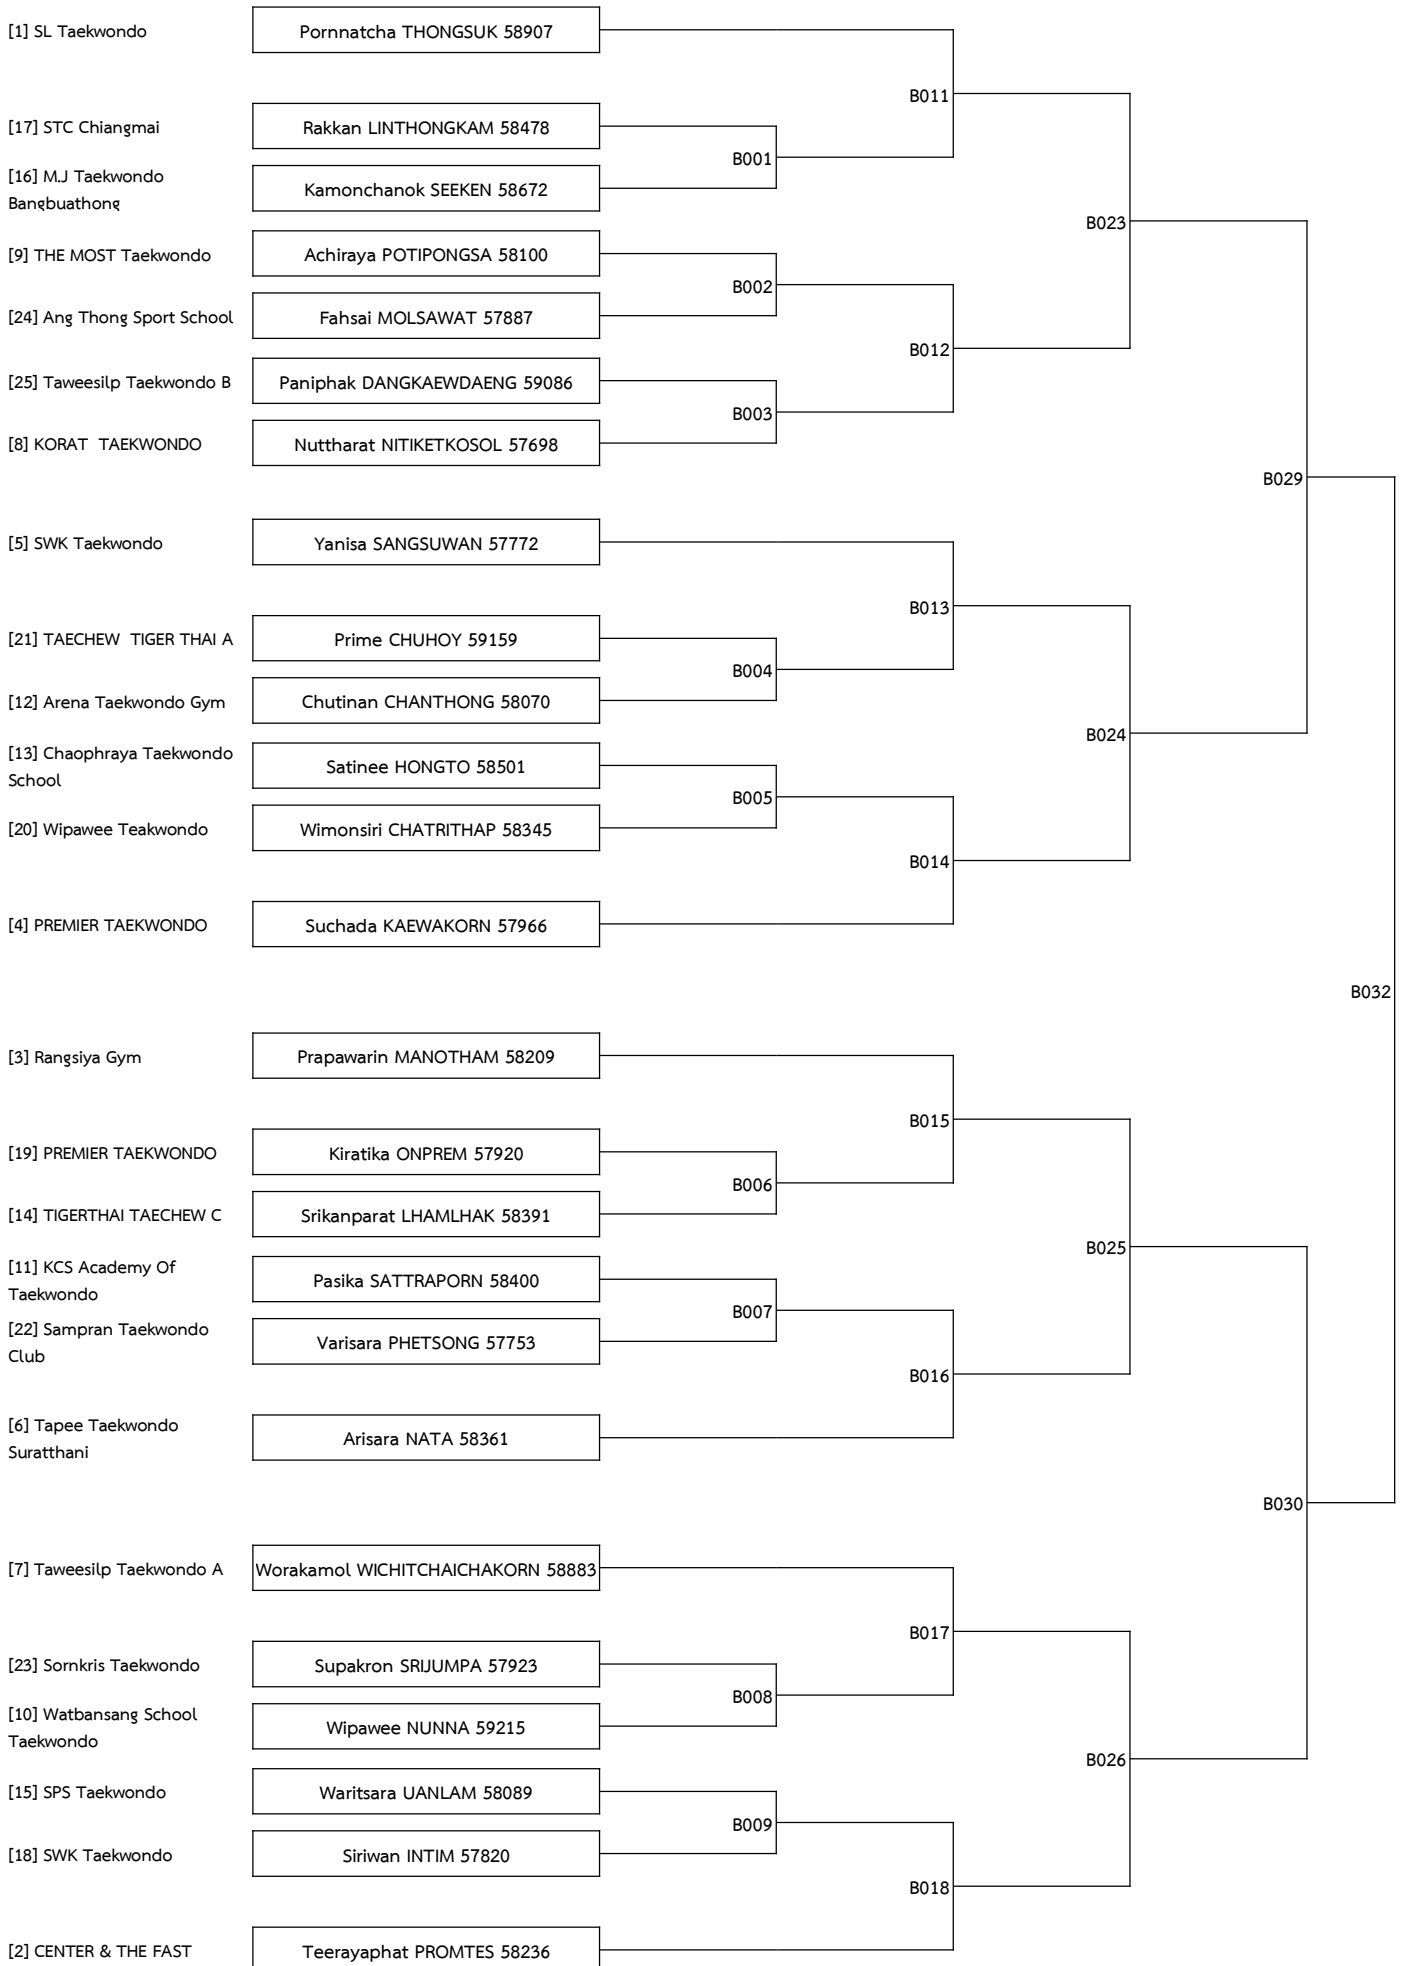 [1] SL Taekwondo
Pornnatcha THONGSUK 58907
B011
[17] STC Chiangmai
Rakkan LINTHONGKAM 58478
B001
[16] M.J Taekwondo
Bangbuathong
Kamonchanok SEEKEN 58672
B023
[9] THE MOST Taekwondo
Achiraya POTIPONGSA 58100
B002
[24] Ang Thong Sport School
Fahsai MOLSAWAT 57887
B012
[25] Taweesilp Taekwondo B
Paniphak DANGKAEWDAENG 59086
B003
[8] KORAT  TAEKWONDO
Nuttharat NITIKETKOSOL 57698
B029
[5] SWK Taekwondo
Yanisa SANGSUWAN 57772
B013
[21] TAECHEW  TIGER THAI A
Prime CHUHOY 59159
B004
[12] Arena Taekwondo Gym
Chutinan CHANTHONG 58070
B024
[13] Chaophraya Taekwondo
School
Satinee HONGTO 58501
B005
[20] Wipawee Teakwondo
Wimonsiri CHATRITHAP 58345
B014
[4] PREMIER TAEKWONDO
Suchada KAEWAKORN 57966
B032
[3] Rangsiya Gym
Prapawarin MANOTHAM 58209
B015
[19] PREMIER TAEKWONDO
Kiratika ONPREM 57920
B006
[14] TIGERTHAI TAECHEW C
Srikanparat LHAMLHAK 58391
B025
[11] KCS Academy Of
Taekwondo
Pasika SATTRAPORN 58400
B007
[22] Sampran Taekwondo
Club
Varisara PHETSONG 57753
B016
[6] Tapee Taekwondo
Suratthani
Arisara NATA 58361
B030
[7] Taweesilp Taekwondo A
Worakamol WICHITCHAICHAKORN 58883
B017
[23] Sornkris Taekwondo
Supakron SRIJUMPA 57923
B008
[10] Watbansang School
Taekwondo
Wipawee NUNNA 59215
B026
[15] SPS Taekwondo
Waritsara UANLAM 58089
B009
[18] SWK Taekwondo
Siriwan INTIM 57820
B018
[2] CENTER & THE FAST
Teerayaphat PROMTES 58236